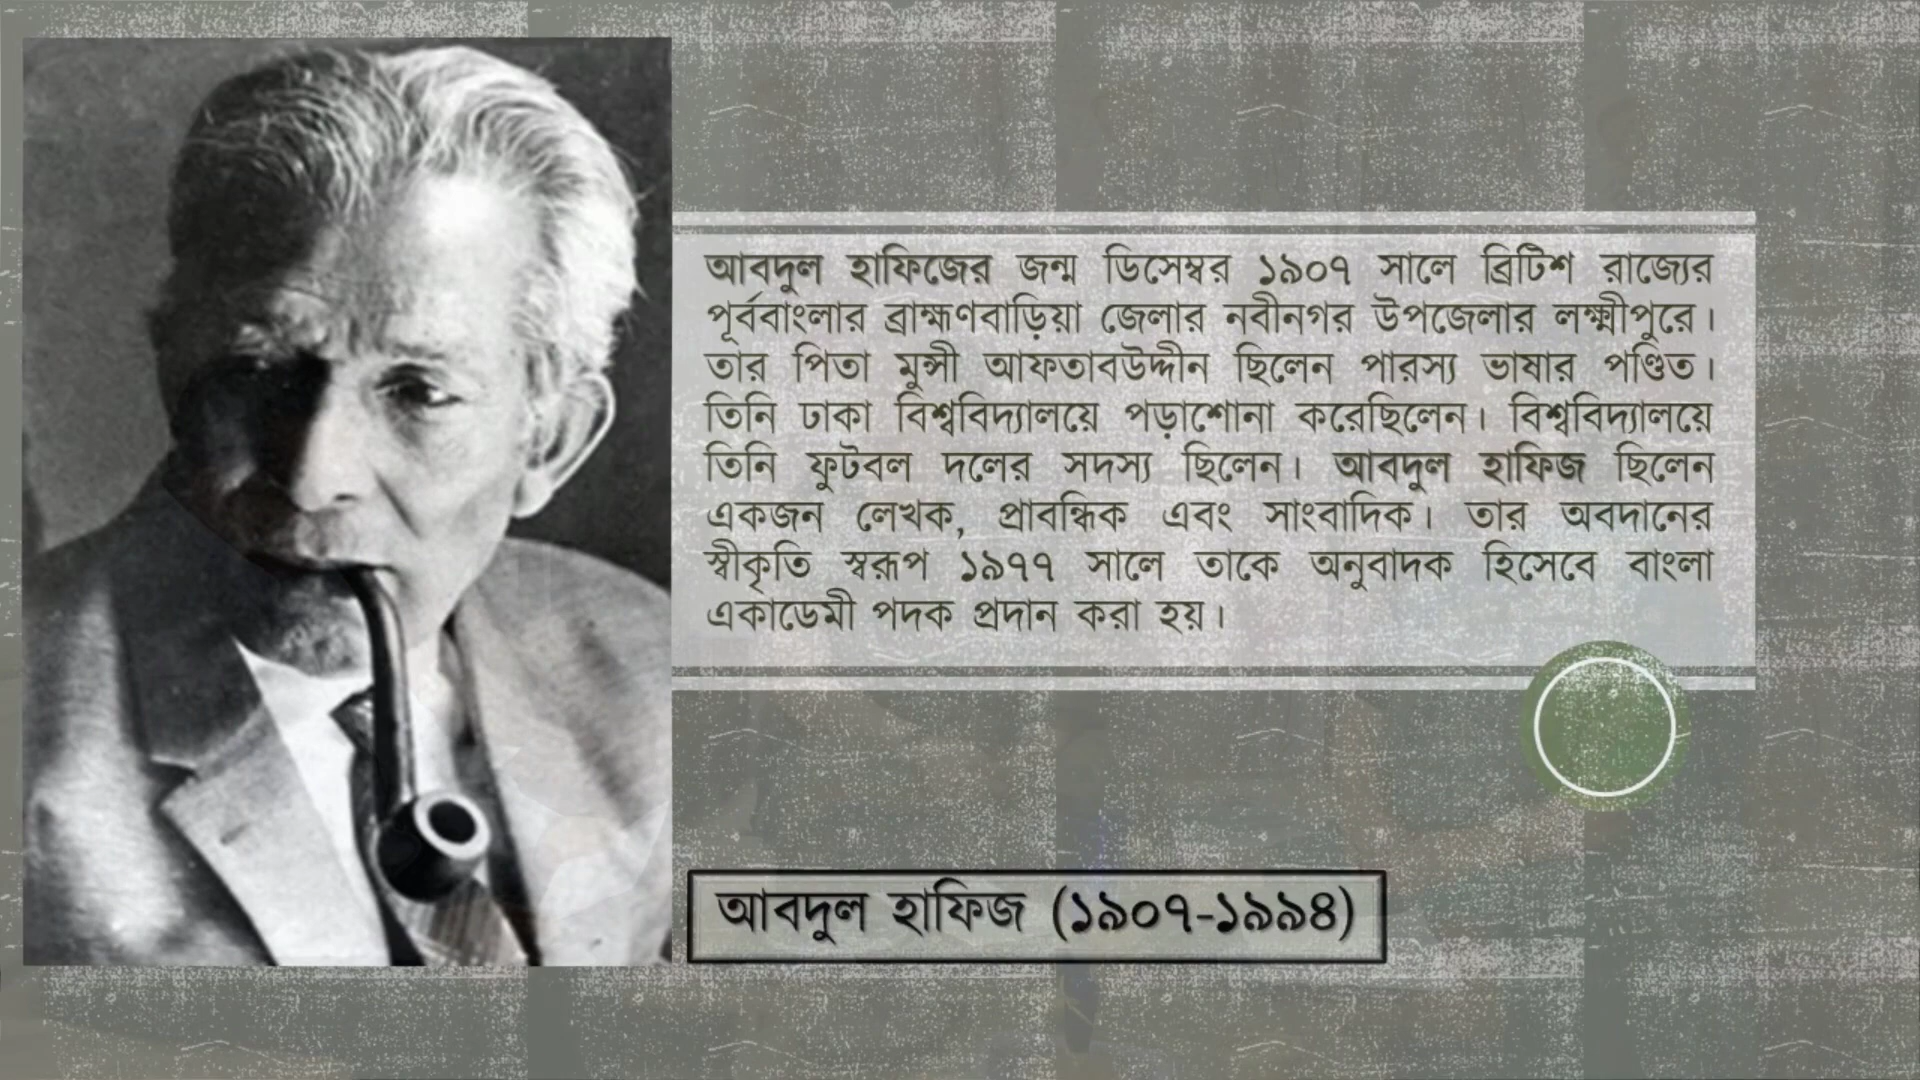 আবদুল হাফিজের জন্ম ডিসেম্বর ১৯০৭ সালে ব্রিটিশ রাজ্যের
পূর্ববাংলার ব্রাহ্মণবাড়িয়া জেলার নবীনগর উপজেলার লক্ষ্মীপুরে।
তার পিতা মুন্সী আফতাবউদ্দীন ছিলেন পারস্য ভাষার পণ্ডিত।
তিনি ঢাকা বিশ্ববিদ্যালয়ে পড়াশোনা করেছিলেন। বিশ্ববিদ্যালয়ে
তিনি ফুটবল দলের সদস্য ছিলেন। আবদুল হাফিজ ছিলেন
একজন লেখক, প্রাবন্ধিক এবং সাংবাদিক। তার অবদানের
স্বীকৃতি স্বরূপ ১৯৭৭ সালে তাকে অনুবাদক হিসেবে বাংলা
একাডেমী পদক প্রদান করা হয়।
আবদুল হাফিজ (১৯০৭-১৯৯৪)